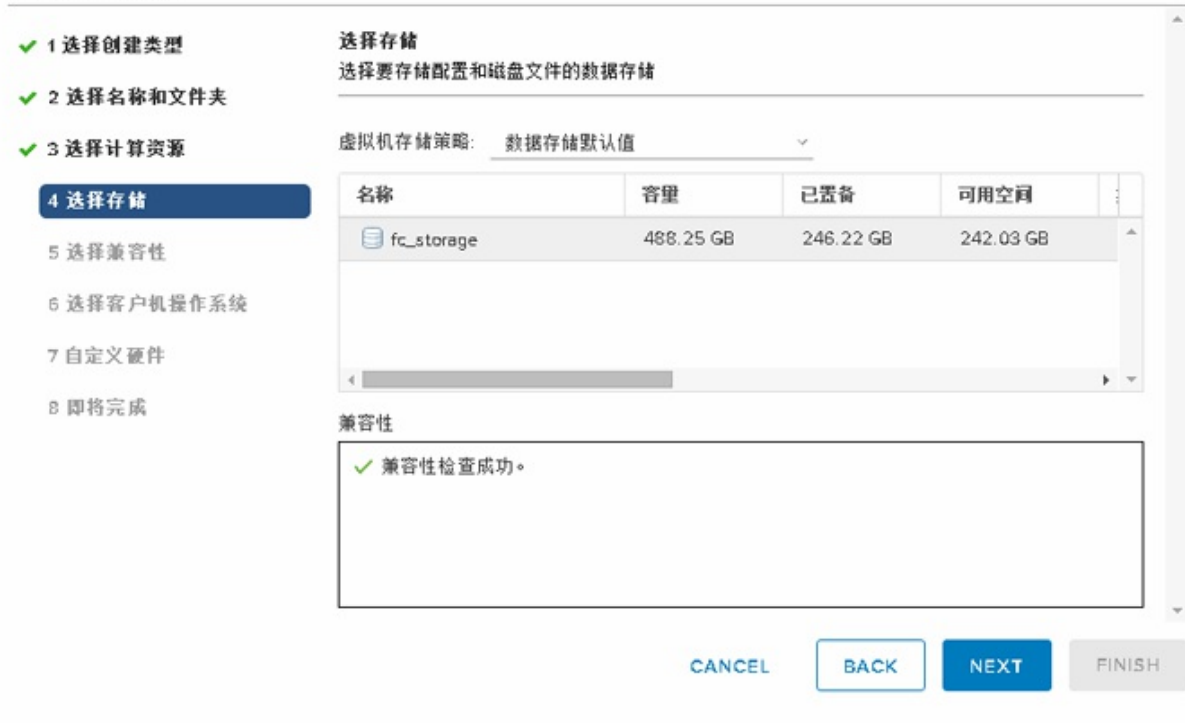 1 选择创建类型
2 选择名称和文件夹
3 选择计算资源
4 选择存储
5 选择兼容性
6 选择客户机操作系统
7 自定义硬件
8 即将完成
选择存储
选择要存储配置和磁盘文件的数据存储
虚拟机存储策略: 数据存储默认值
名称 容量 已置备 可用空间
fc_storage 488.25 GB 246.22 GB 242.03 GB
兼容性
兼容性检查成功。
CANCEL BACK NEXT FINISH